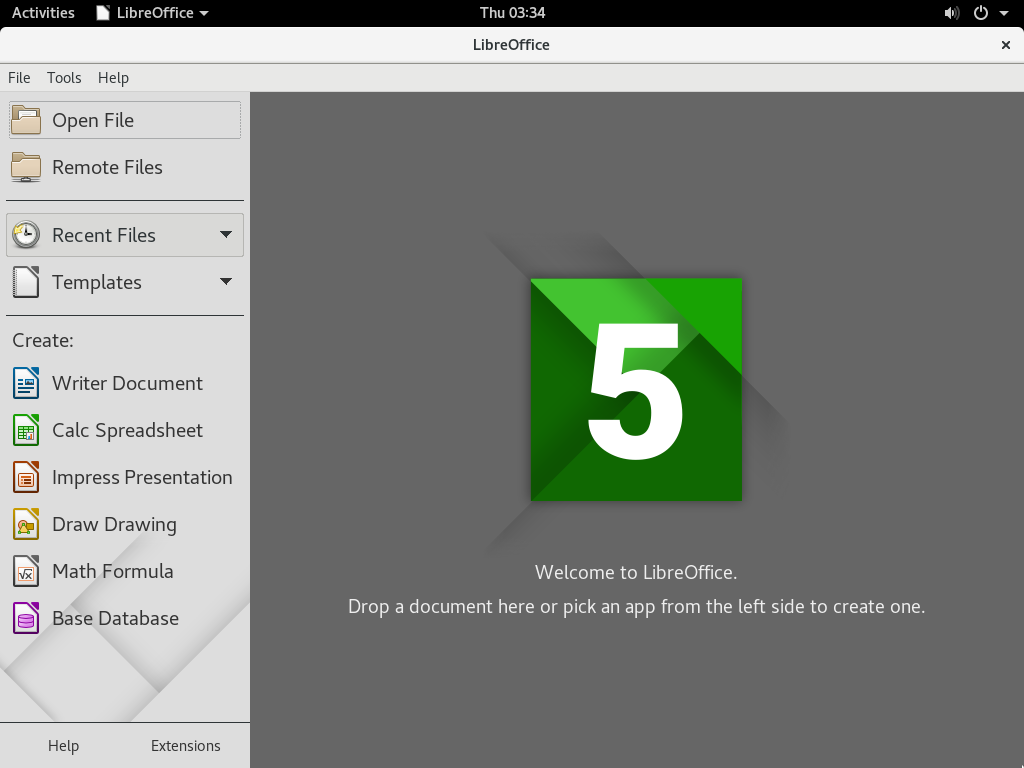 Activities LibreOffice Thu 03:34
LibreOffice
File Tools Help
Open File
Remote Files
Recent Files
Templates
Create:
Writer Document
Calc Spreadsheet
Impress Presentation
Draw Drawing
Math Formula
Base Database
Help Extensions
5
Welcome to LibreOffice.
Drop a document here or pick an app from the left side to create one.